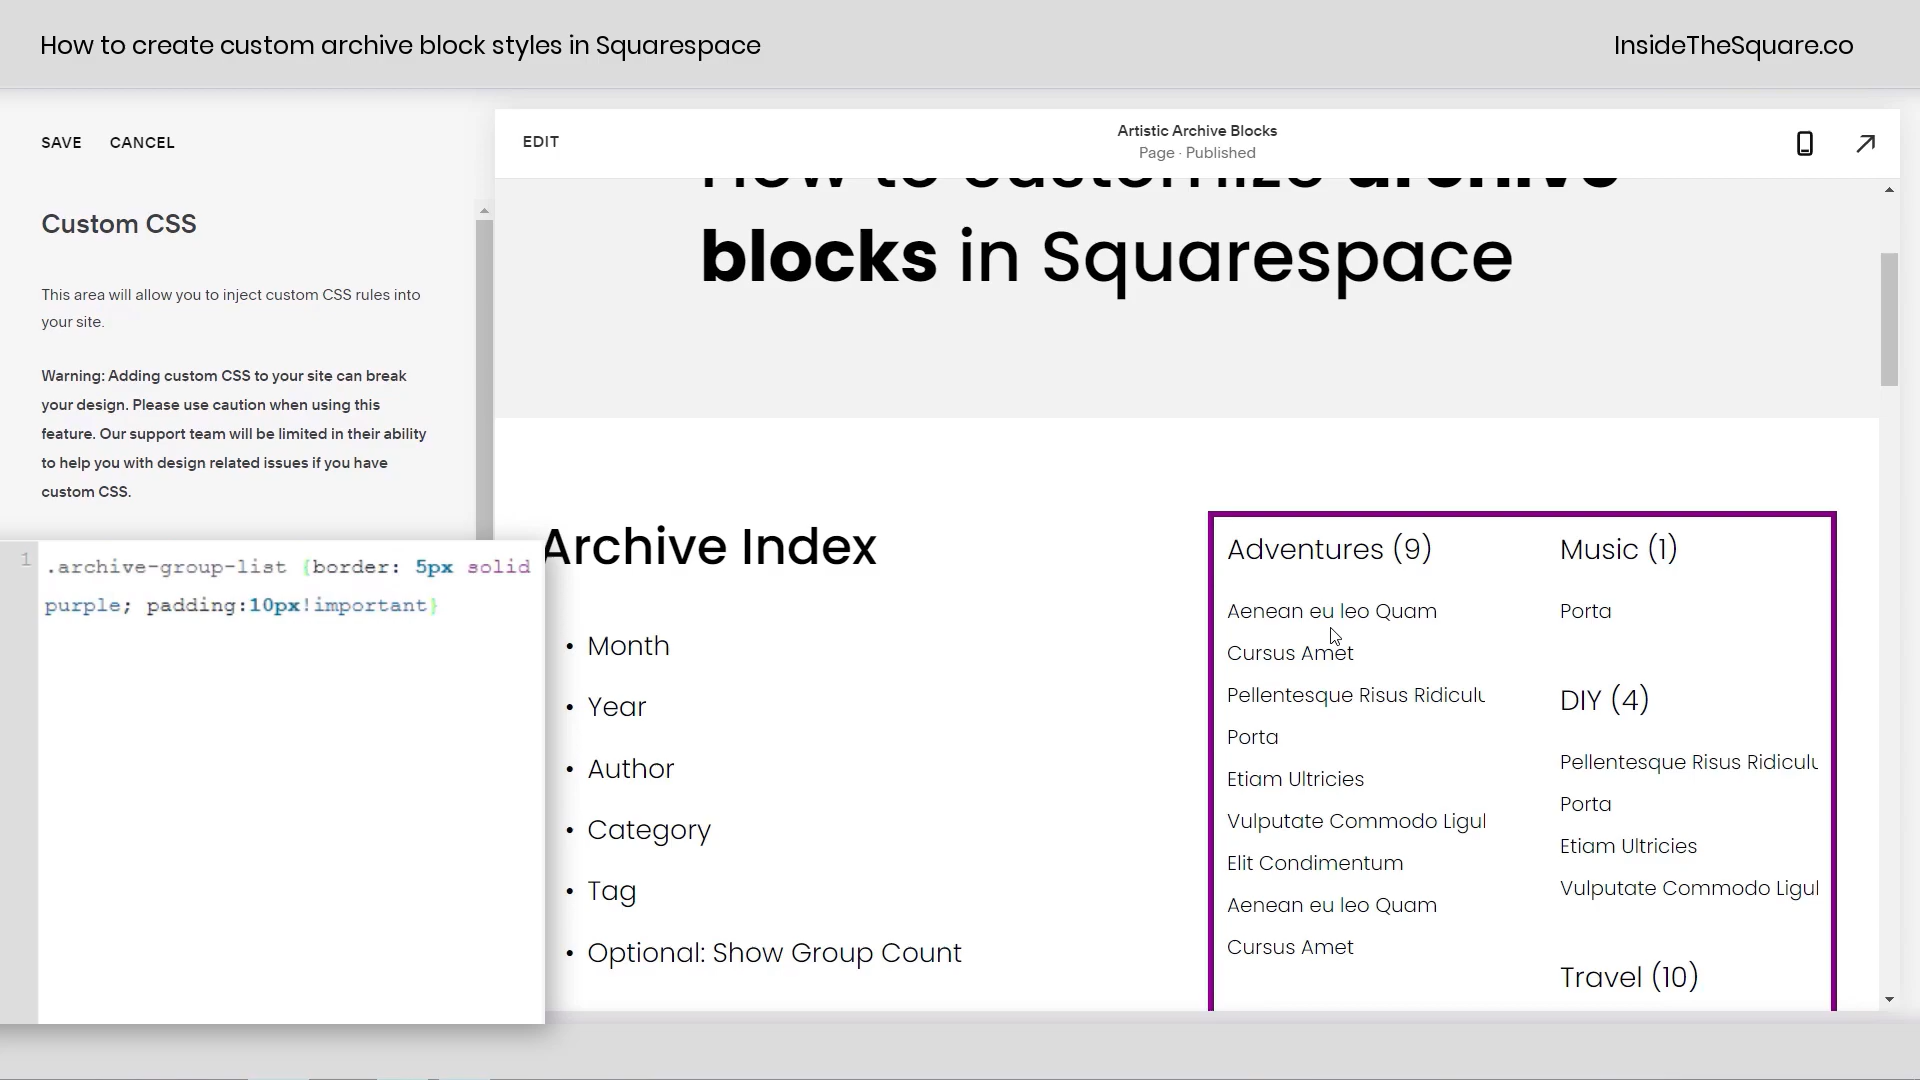 How to create custom archive block styles in Squarespace
InsideTheSquare.co
SAVE CANCEL
EDIT
Artistic Archive Blocks
Page · Published
Custom CSS
This area will allow you to inject custom CSS rules into
your site.
Warning: Adding custom CSS to your site can break
your design. Please use caution when using this
feature. Our support team will be limited in their ability
to help you with design related issues if you have
custom CSS.
1
.archive-group-list {border: 5px solid
purple; padding:10px!important}
How to customize archive
blocks in Squarespace
Archive Index
• Month
• Year
• Author
• Category
• Tag
• Optional: Show Group Count
Adventures (9)
Aenean eu leo Quam
Cursus Amet
Pellentesque Risus Ridicul
Porta
Etiam Ultricies
Vulputate Commodo Ligul
Elit Condimentum
Aenean eu leo Quam
Cursus Amet
Music (1)
Porta
DIY (4)
Pellentesque Risus Ridicul
Porta
Etiam Ultricies
Vulputate Commodo Ligul
Travel (10)